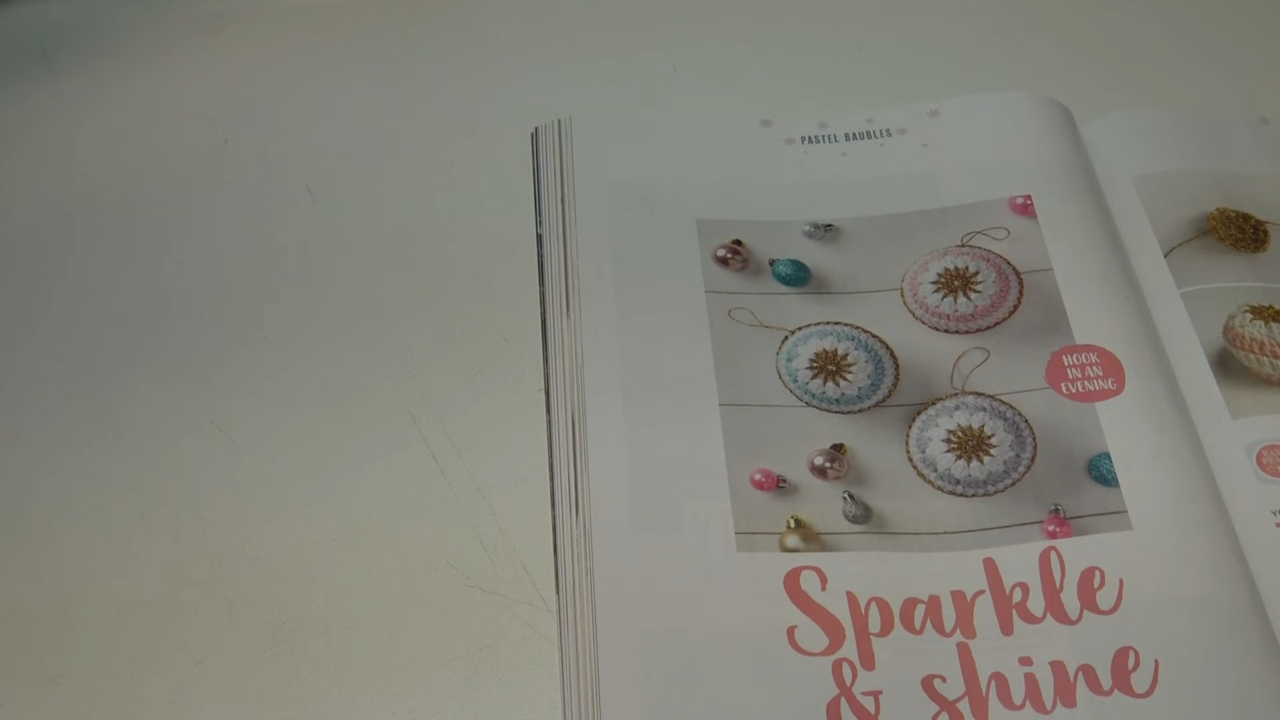 PASTEL BAUBLES
HOOK
IN AN
EVENING
Sparkle
& shine